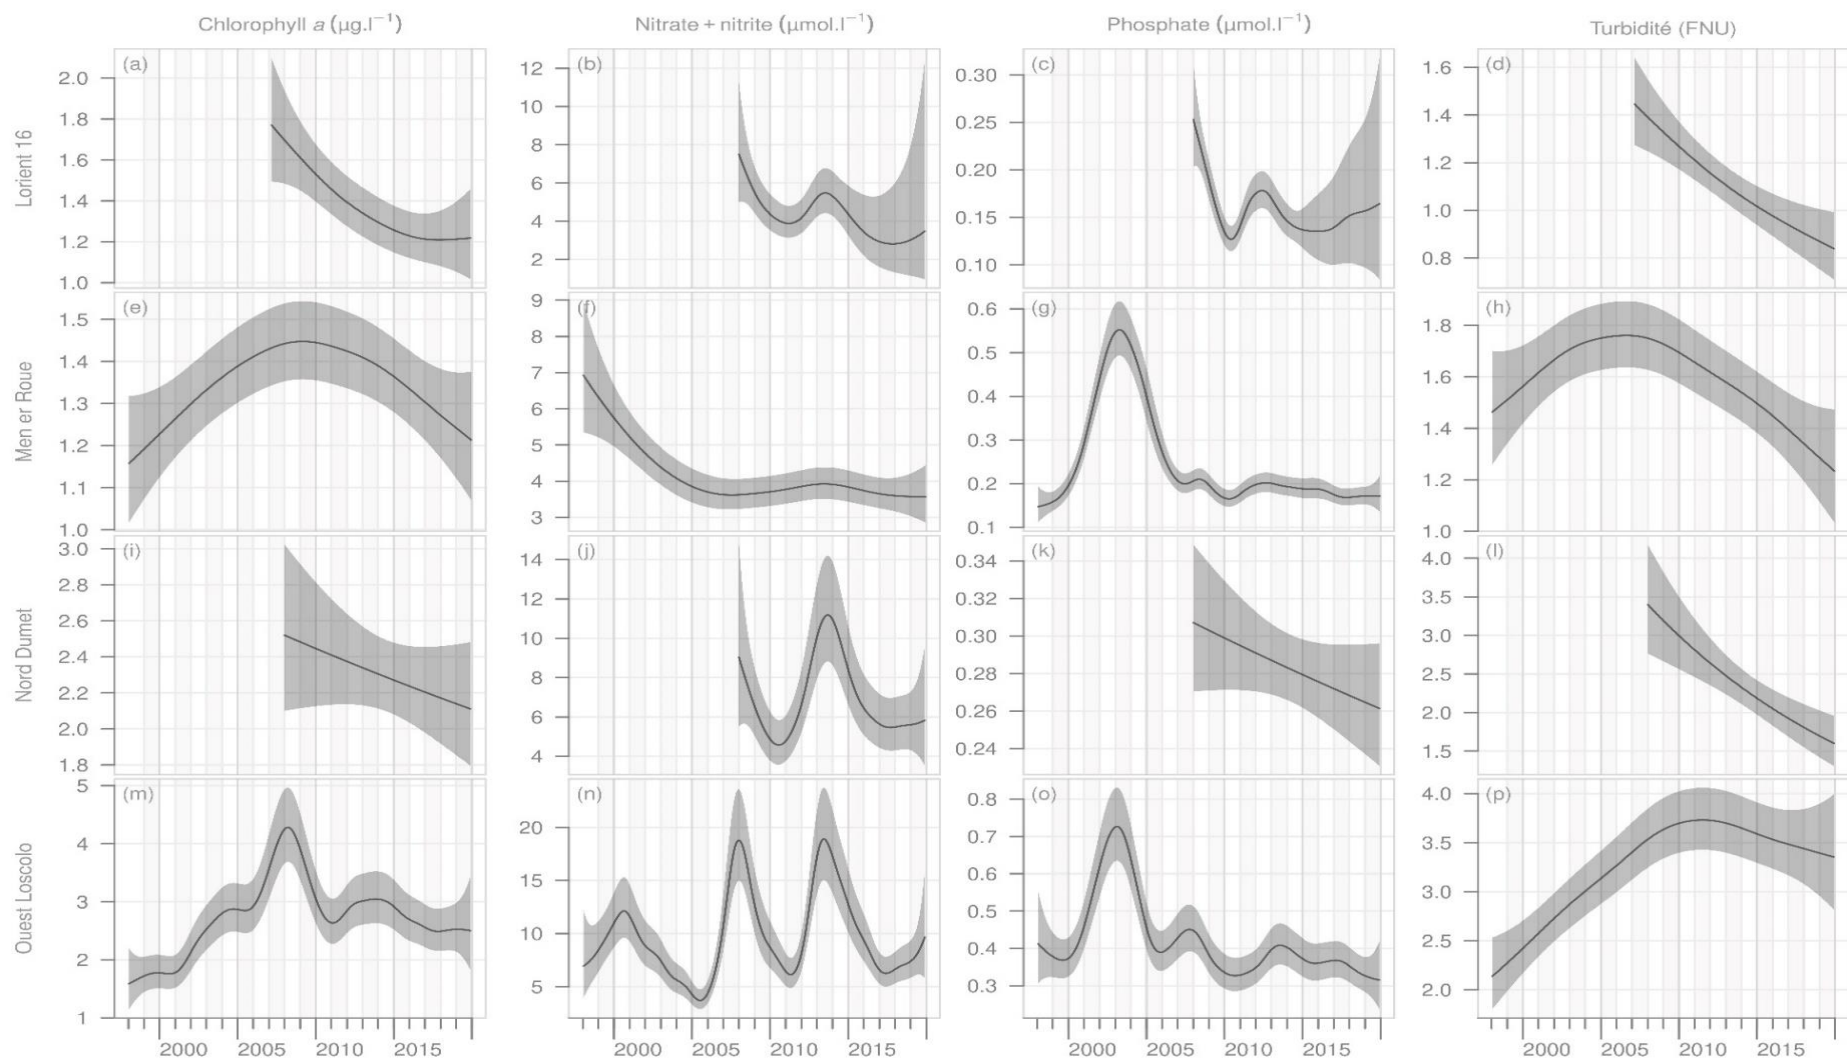 Chlorophyll a (µg.l⁻¹) Nitrate + nitrite (µmol.l⁻¹) Phosphate (µmol.l⁻¹) Turbidité (FNU)
Lorient 16
(a) (b) (c) (d)
2.0 12 0.30 1.6
1.8 10 0.25 1.4
1.6 8 0.20 1.2
1.4 6 0.15 1.0
1.2 4 0.10 0.8
1.0 2
Men er Roue
(e) (f) (g) (h)
1.5 9 0.6 1.8
1.4 8 0.5 1.6
1.3 7 0.4 1.4
1.2 6 0.3 1.2
1.1 5 0.2 1.0
1.0 4 0.1
3
Nord Dumet
(i) (j) (k) (l)
3.0 14 0.34 4.0
2.8 12 0.32 3.5
2.6 10 0.30 3.0
2.4 8 0.28 2.5
2.2 6 0.26 2.0
2.0 4 0.24 1.5
1.8
Ouest Loscolo
(m) (n) (o) (p)
5 20 0.8 4.0
4 15 0.7 3.5
3 10 0.6 3.0
2 5 0.5 2.5
1 0.4 2.0
0.3
2000 2005 2010 2015 2000 2005 2010 2015 2000 2005 2010 2015 2000 2005 2010 2015